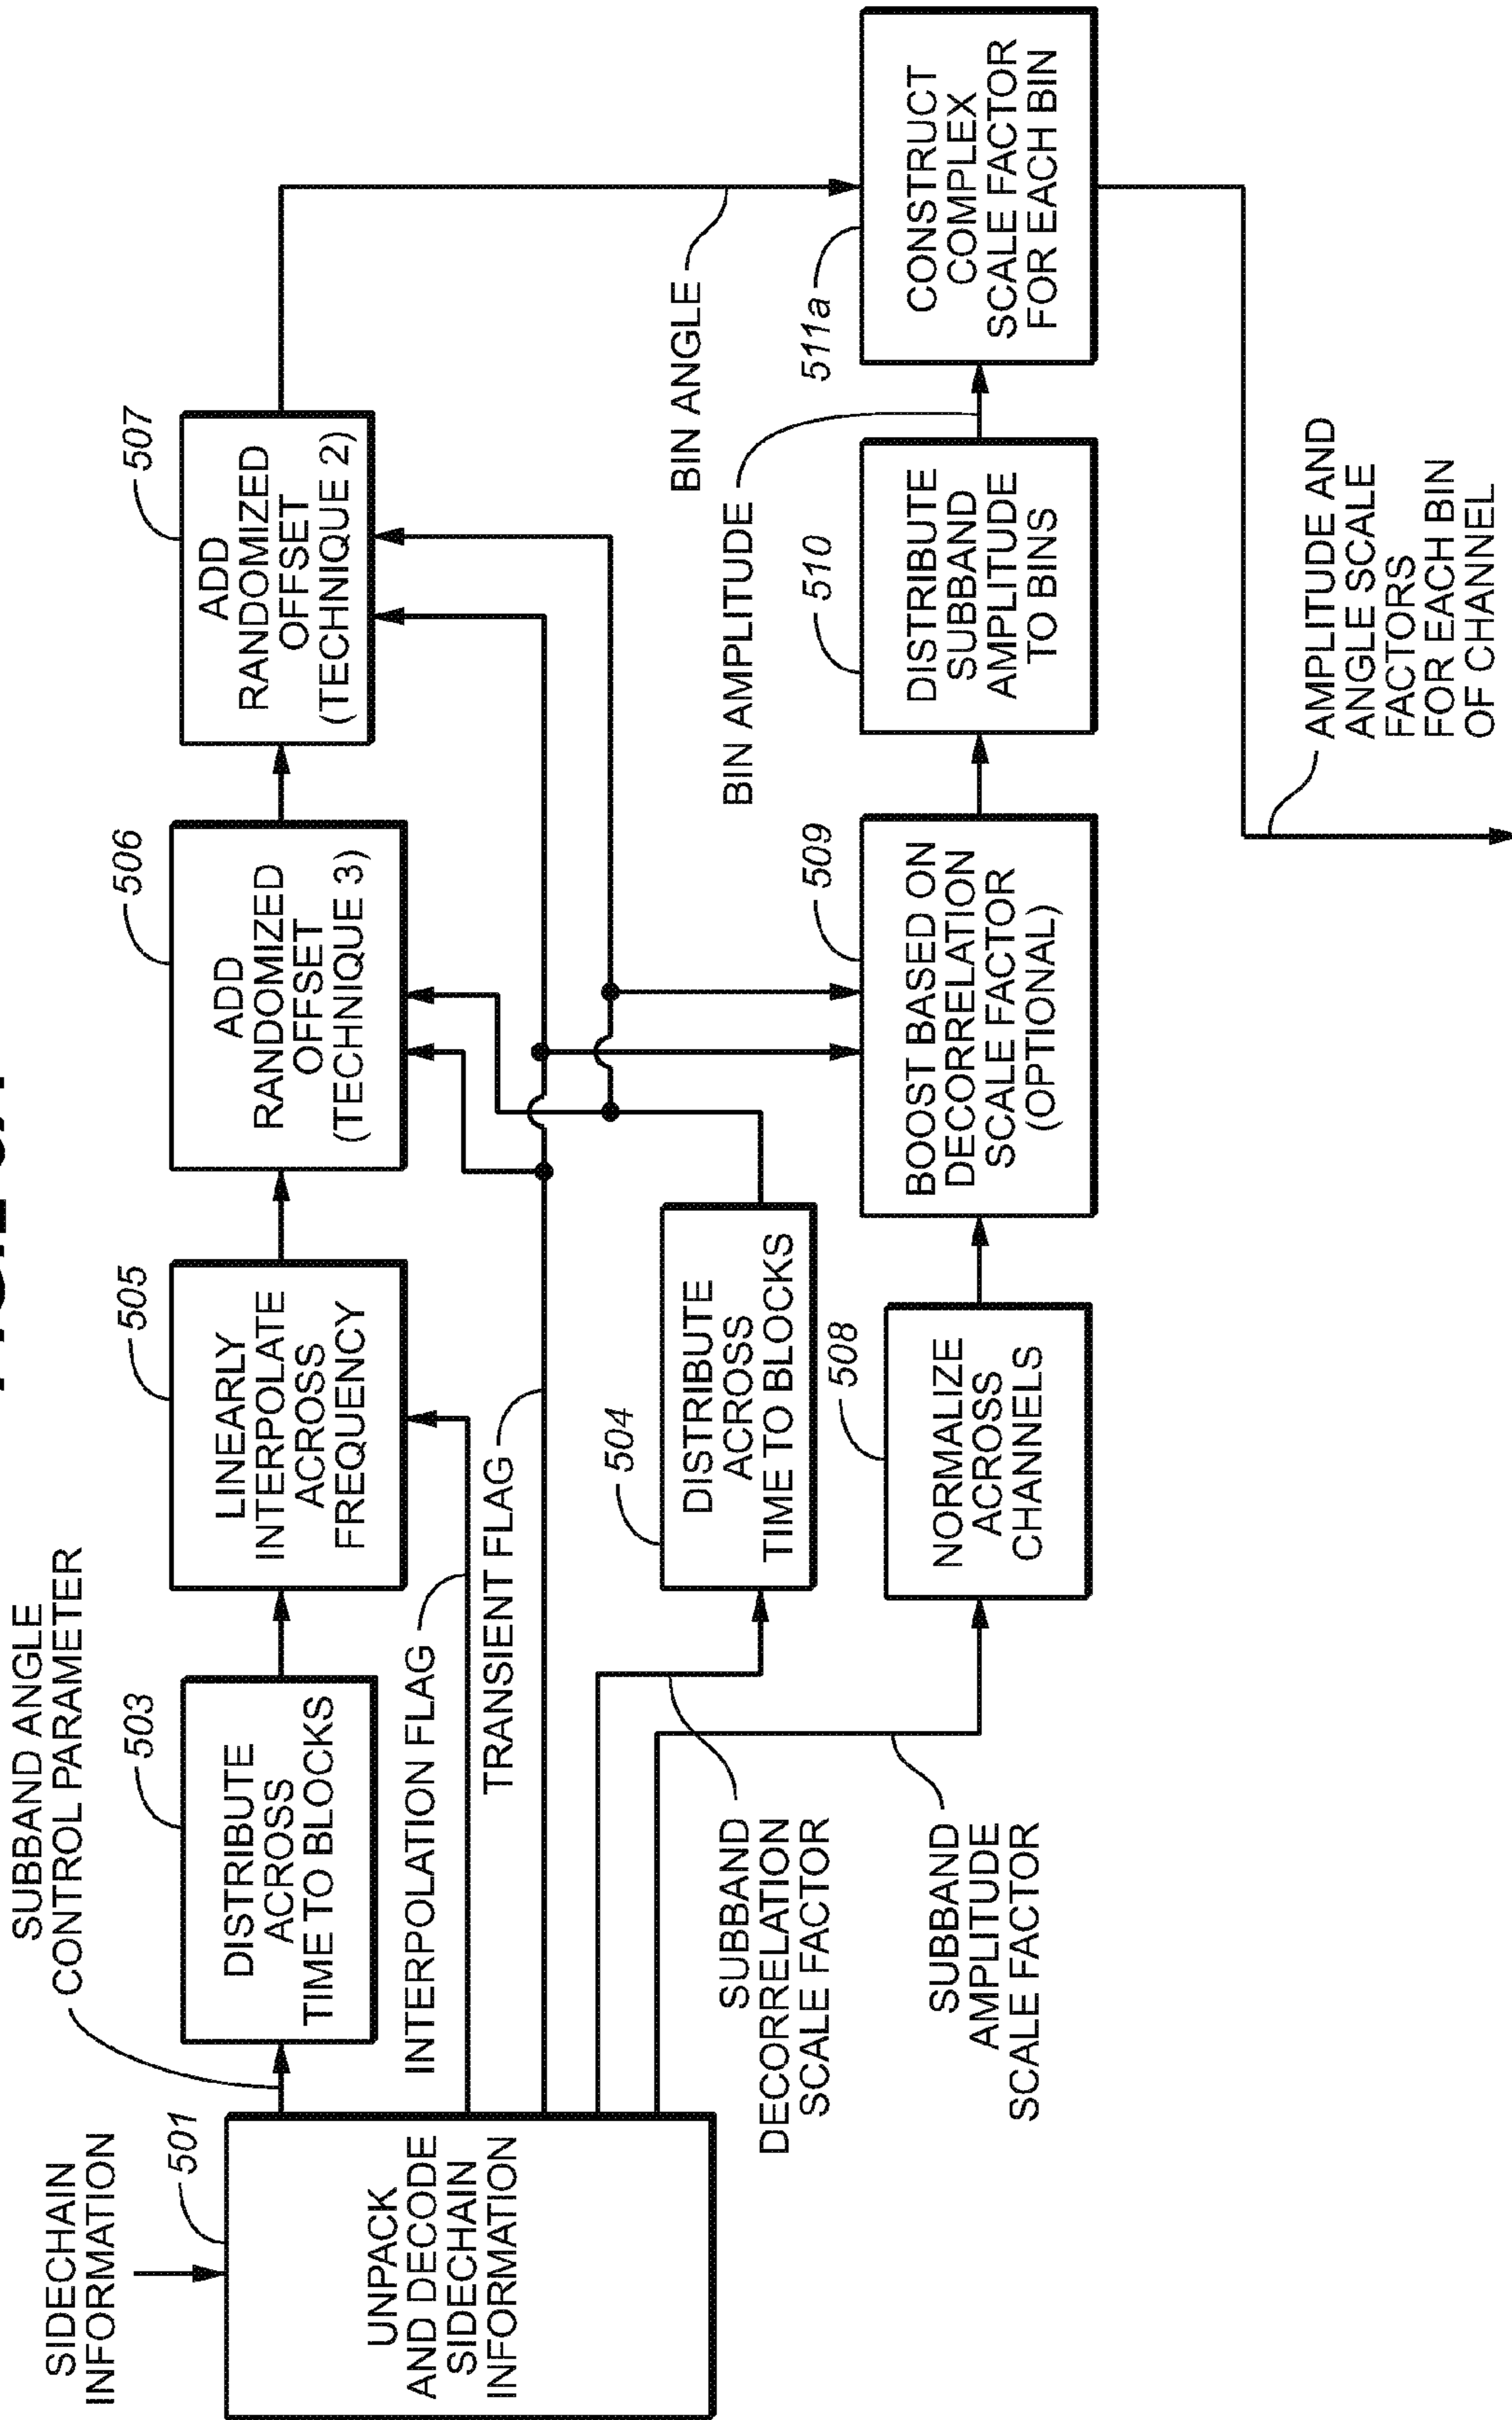 SIDECHAIN
INFORMATION
501
UNPACK
AND DECODE
SIDECHAIN
INFORMATION
SUBBAND ANGLE
CONTROL PARAMETER
503
DISTRIBUTE
ACROSS
TIME TO BLOCKS
505
LINEARLY
INTERPOLATE
ACROSS
FREQUENCY
506
ADD
RANDOMIZED
OFFSET
(TECHNIQUE 3)
507
ADD
RANDOMIZED
OFFSET
(TECHNIQUE 2)
INTERPOLATION FLAG
TRANSIENT FLAG
504
DISTRIBUTE
ACROSS
TIME TO BLOCKS
SUBBAND
DECORRELATION
SCALE FACTOR
SUBBAND
AMPLITUDE
SCALE FACTOR
508
NORMALIZE
ACROSS
CHANNELS
509
BOOST BASED ON
DECORRELATION
SCALE FACTOR
(OPTIONAL)
BIN AMPLITUDE
510
DISTRIBUTE
SUBBAND
AMPLITUDE
TO BINS
BIN ANGLE
511a
CONSTRUCT
COMPLEX
SCALE FACTOR
FOR EACH BIN
AMPLITUDE AND
ANGLE SCALE
FACTORS
FOR EACH BIN
OF CHANNEL